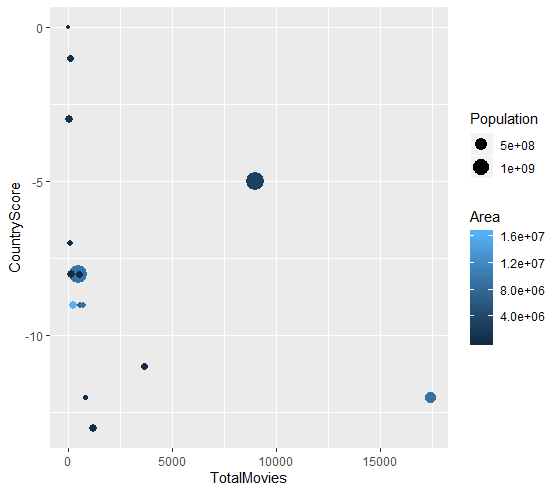 0
-5
-10
CountryScore
0
5000
10000
15000
TotalMovies
Population
5e+08
1e+09
Area
1.6e+07
1.2e+07
8.0e+06
4.0e+06